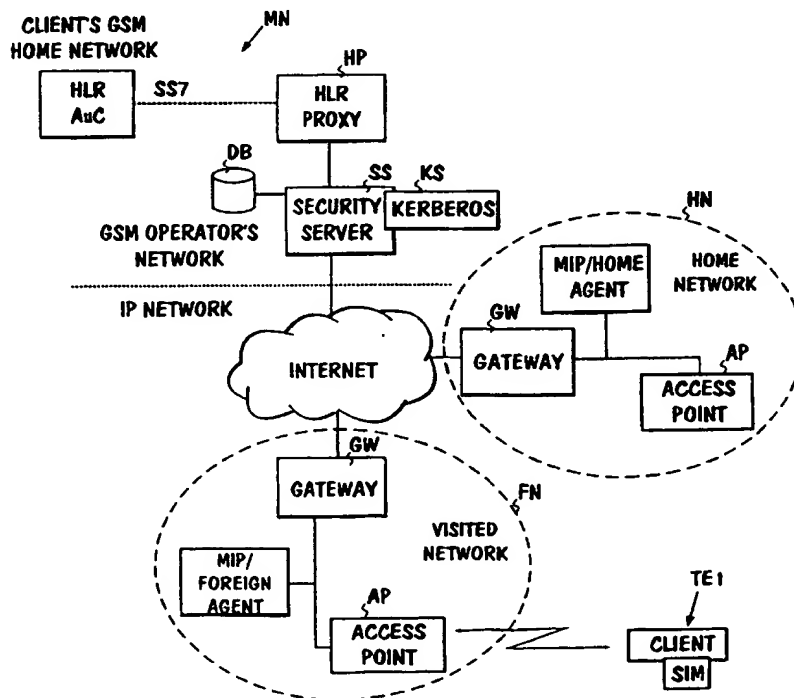 CLIENT'S GSM
HOME NETWORK
MN
HLR
AuC
SS7
HP
HLR
PROXY
DB
SS
KS
SECURITY
SERVER
KERBEROS
GSM OPERATOR'S
NETWORK
HN
IP NETWORK
MIP/HOME
AGENT
HOME
NETWORK
GW
GATEWAY
AP
ACCESS
POINT
INTERNET
GW
GATEWAY
FN
VISITED
NETWORK
MIP/
FOREIGN
AGENT
AP
ACCESS
POINT
TE1
CLIENT
SIM